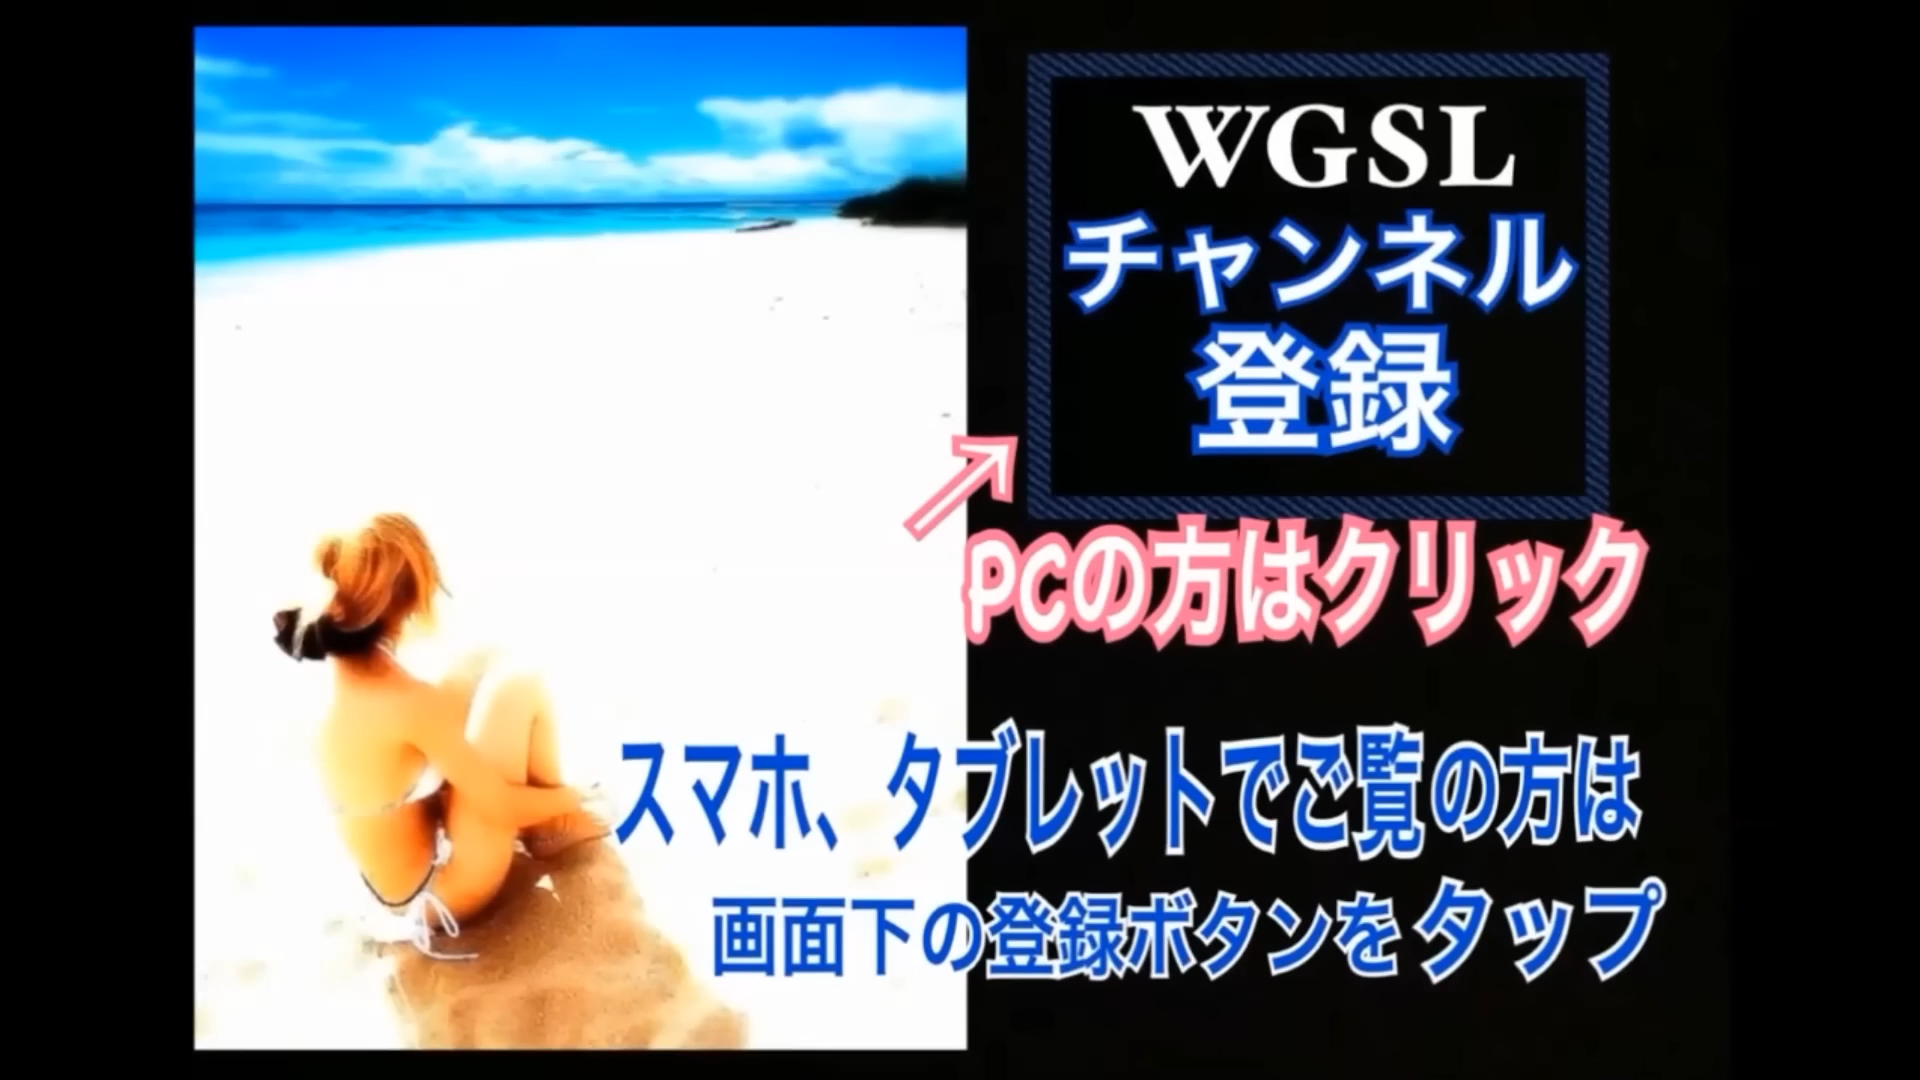 WGSL
チャンネル
登録
PCの方はクリック
スマホ、タブレットでご覧の方は
画面下の登録ボタンをタップ